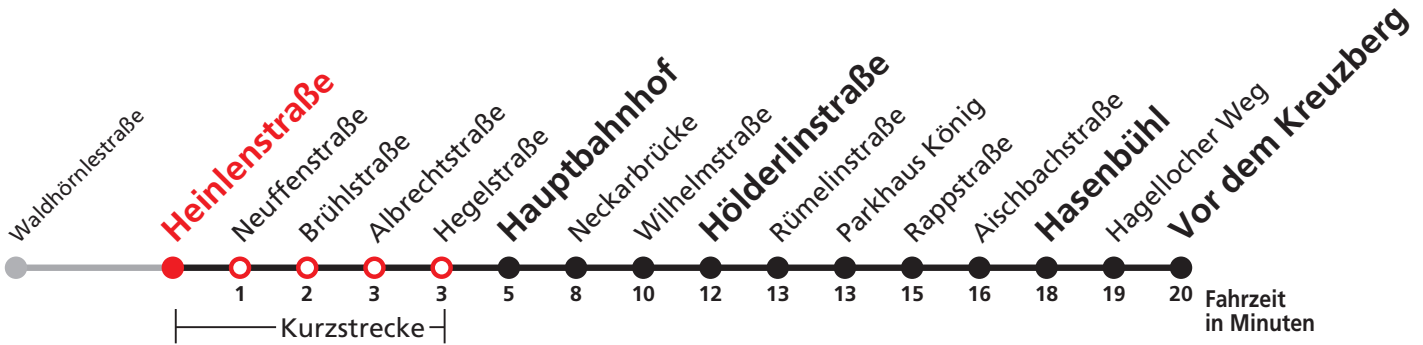 Waldhörnlestraße
Heinlenstraße
Neuffenstraße
Brühlstraße
Albrechtstraße
Hegelstraße
Hauptbahnhof
Neckarbrücke
Wilhelmstraße
Hölderlinstraße
Rümelinstraße
Parkhaus König
Rappstraße
Aischbachstraße
Hasenbühl
Hagellocher Weg
Vor dem Kreuzberg
1 2 3 3 5 8 10 12 13 13 15 16 18 19 20 Fahrzeit
in Minuten
Kurzstrecke